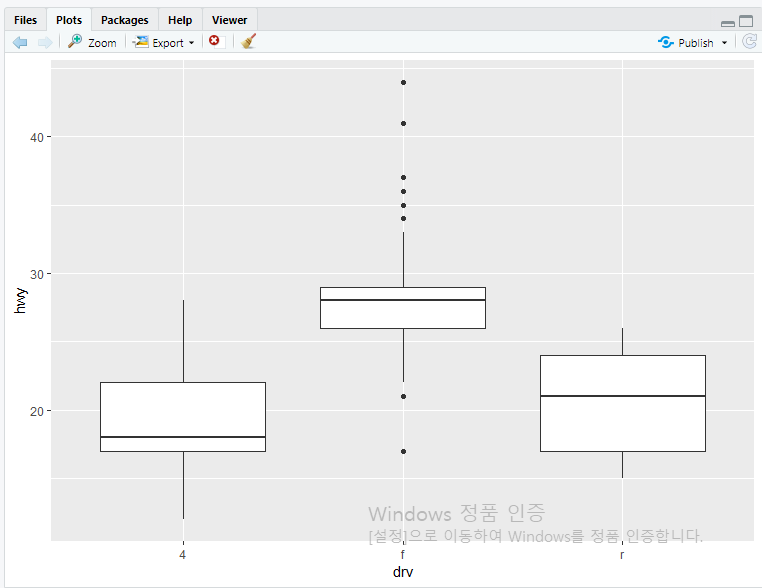 Files Plots Packages Help Viewer
Zoom Export Publish
40
30
20
hwy
4 f r
drv
Windows 정품 인증
[설정]으로 이동하여 Windows를 정품 인증합니다.